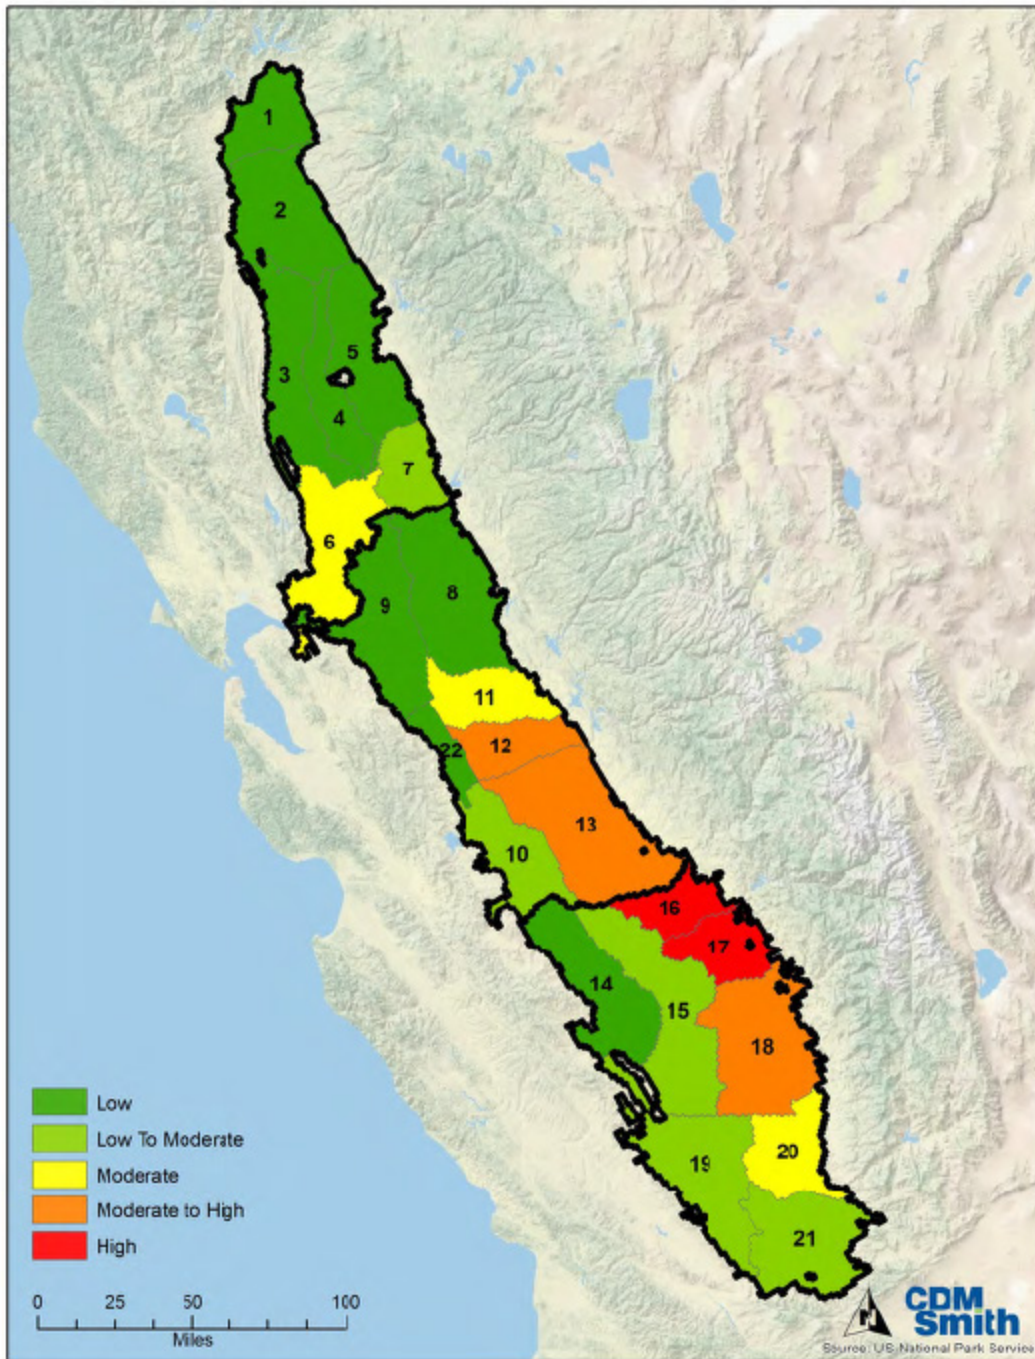 1
2
5
3
4
7
6
9
8
11
22
12
13
10
16
17
14
15
18
20
19
21
Low
Low To Moderate
Moderate
Moderate to High
High
0 25 50 100
Miles
N
CDM
Smith
Source: US National Park Service